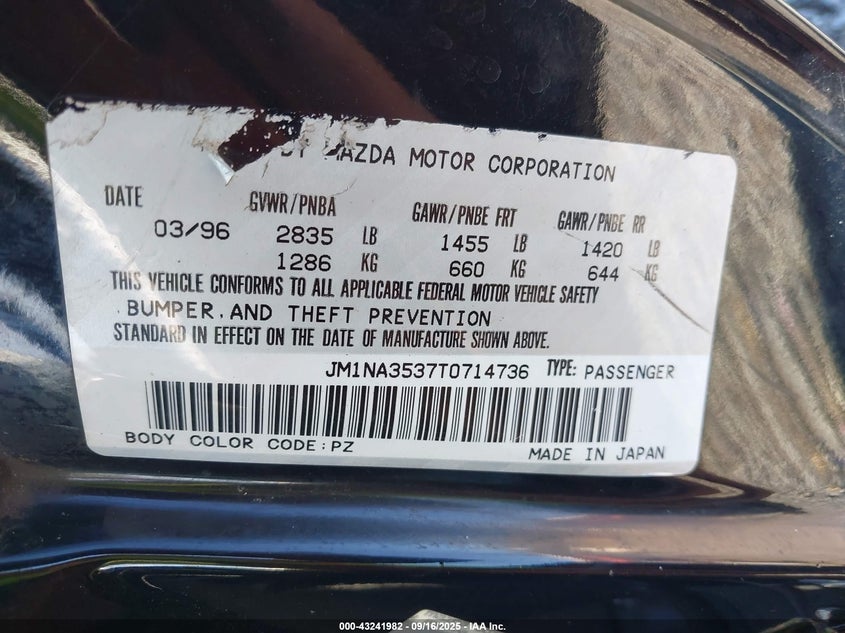 MAZDA MOTOR CORPORATION
DATE GVWR/PNBA GAWR/PNBE FRT GAWR/PNBE RR
03/96 2835 LB 1455 LB 1420 LB
1286 KG 660 KG 644 KG
THIS VEHICLE CONFORMS TO ALL APPLICABLE FEDERAL MOTOR VEHICLE SAFETY
BUMPER, AND THEFT PREVENTION
STANDARD IN EFFECT ON THE DATE OF MANUFACTURE SHOWN ABOVE.
JM1NA3537T0714736 TYPE: PASSENGER
BODY COLOR CODE:PZ MADE IN JAPAN
000-43241982 - 09/16/2025 - IAA Inc.